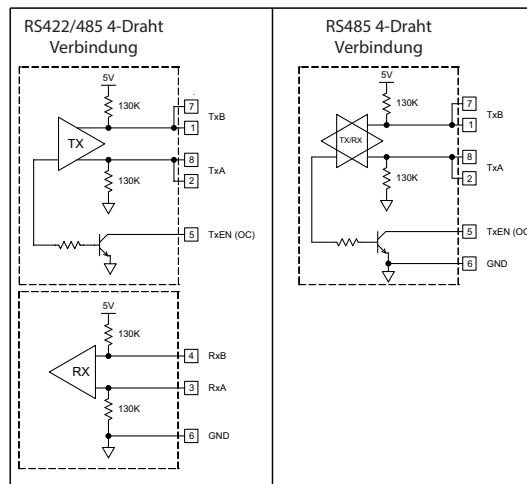 RS422/485 4-Draht
Verbindung
5V
130K
7
TxB
1
TX
8
TxA
130K
2
5
TxEN (OC)
5V
130K
4
RxB
RX
3
RxA
130K
6
GND
RS485 4-Draht
Verbindung
5V
130K
7
TxB
1
TX/RX
8
TxA
130K
2
5
TxEN (OC
6
GND